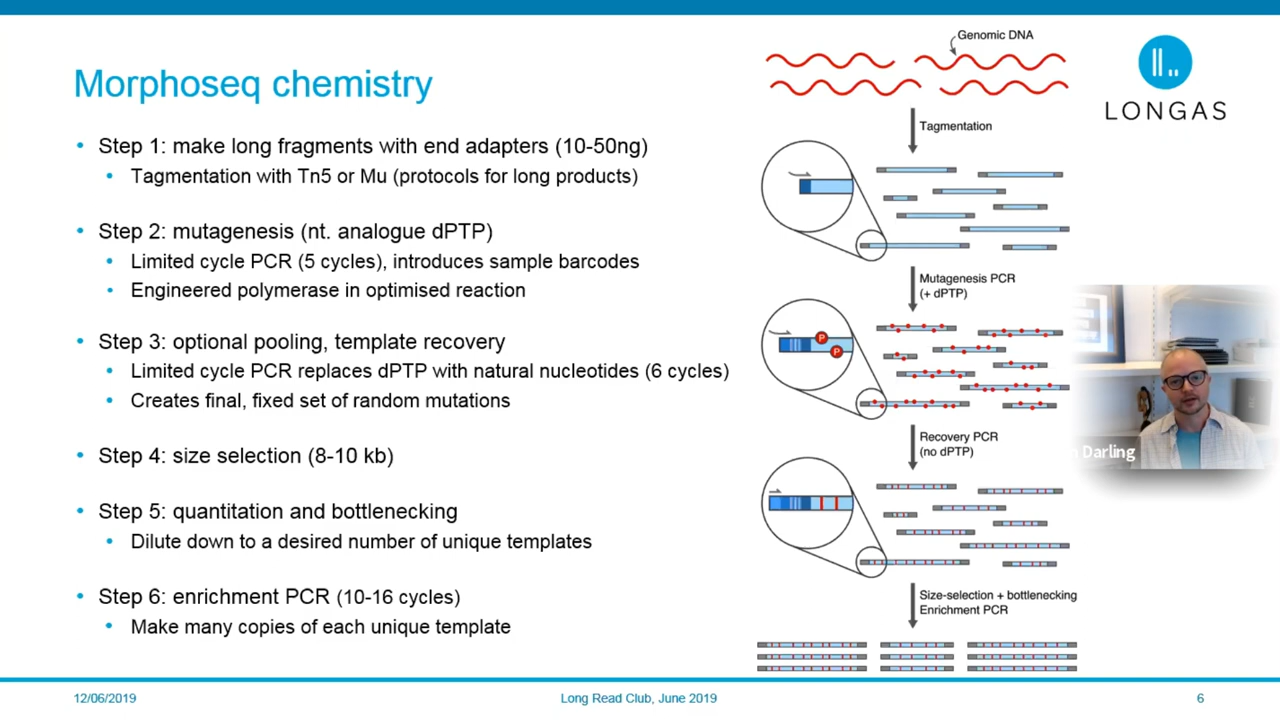 Morphoseq chemistry
• Step 1: make long fragments with end adapters (10-50ng)
• Tagmentation with Tn5 or Mu (protocols for long products)
• Step 2: mutagenesis (nt. analogue dPTP)
• Limited cycle PCR (5 cycles), introduces sample barcodes
• Engineered polymerase in optimised reaction
• Step 3: optional pooling, template recovery
• Limited cycle PCR replaces dPTP with natural nucleotides (6 cycles)
• Creates final, fixed set of random mutations
• Step 4: size selection (8-10 kb)
• Step 5: quantitation and bottlenecking
• Dilute down to a desired number of unique templates
• Step 6: enrichment PCR (10-16 cycles)
• Make many copies of each unique template
Genomic DNA
Tagmentation
Mutagenesis PCR
(+ dPTP)
P
P
Recovery PCR
(no dPTP)
Size-selection + bottlenecking
Enrichment PCR
LONGAS
Darling
12/06/2019
Long Read Club, June 2019
6